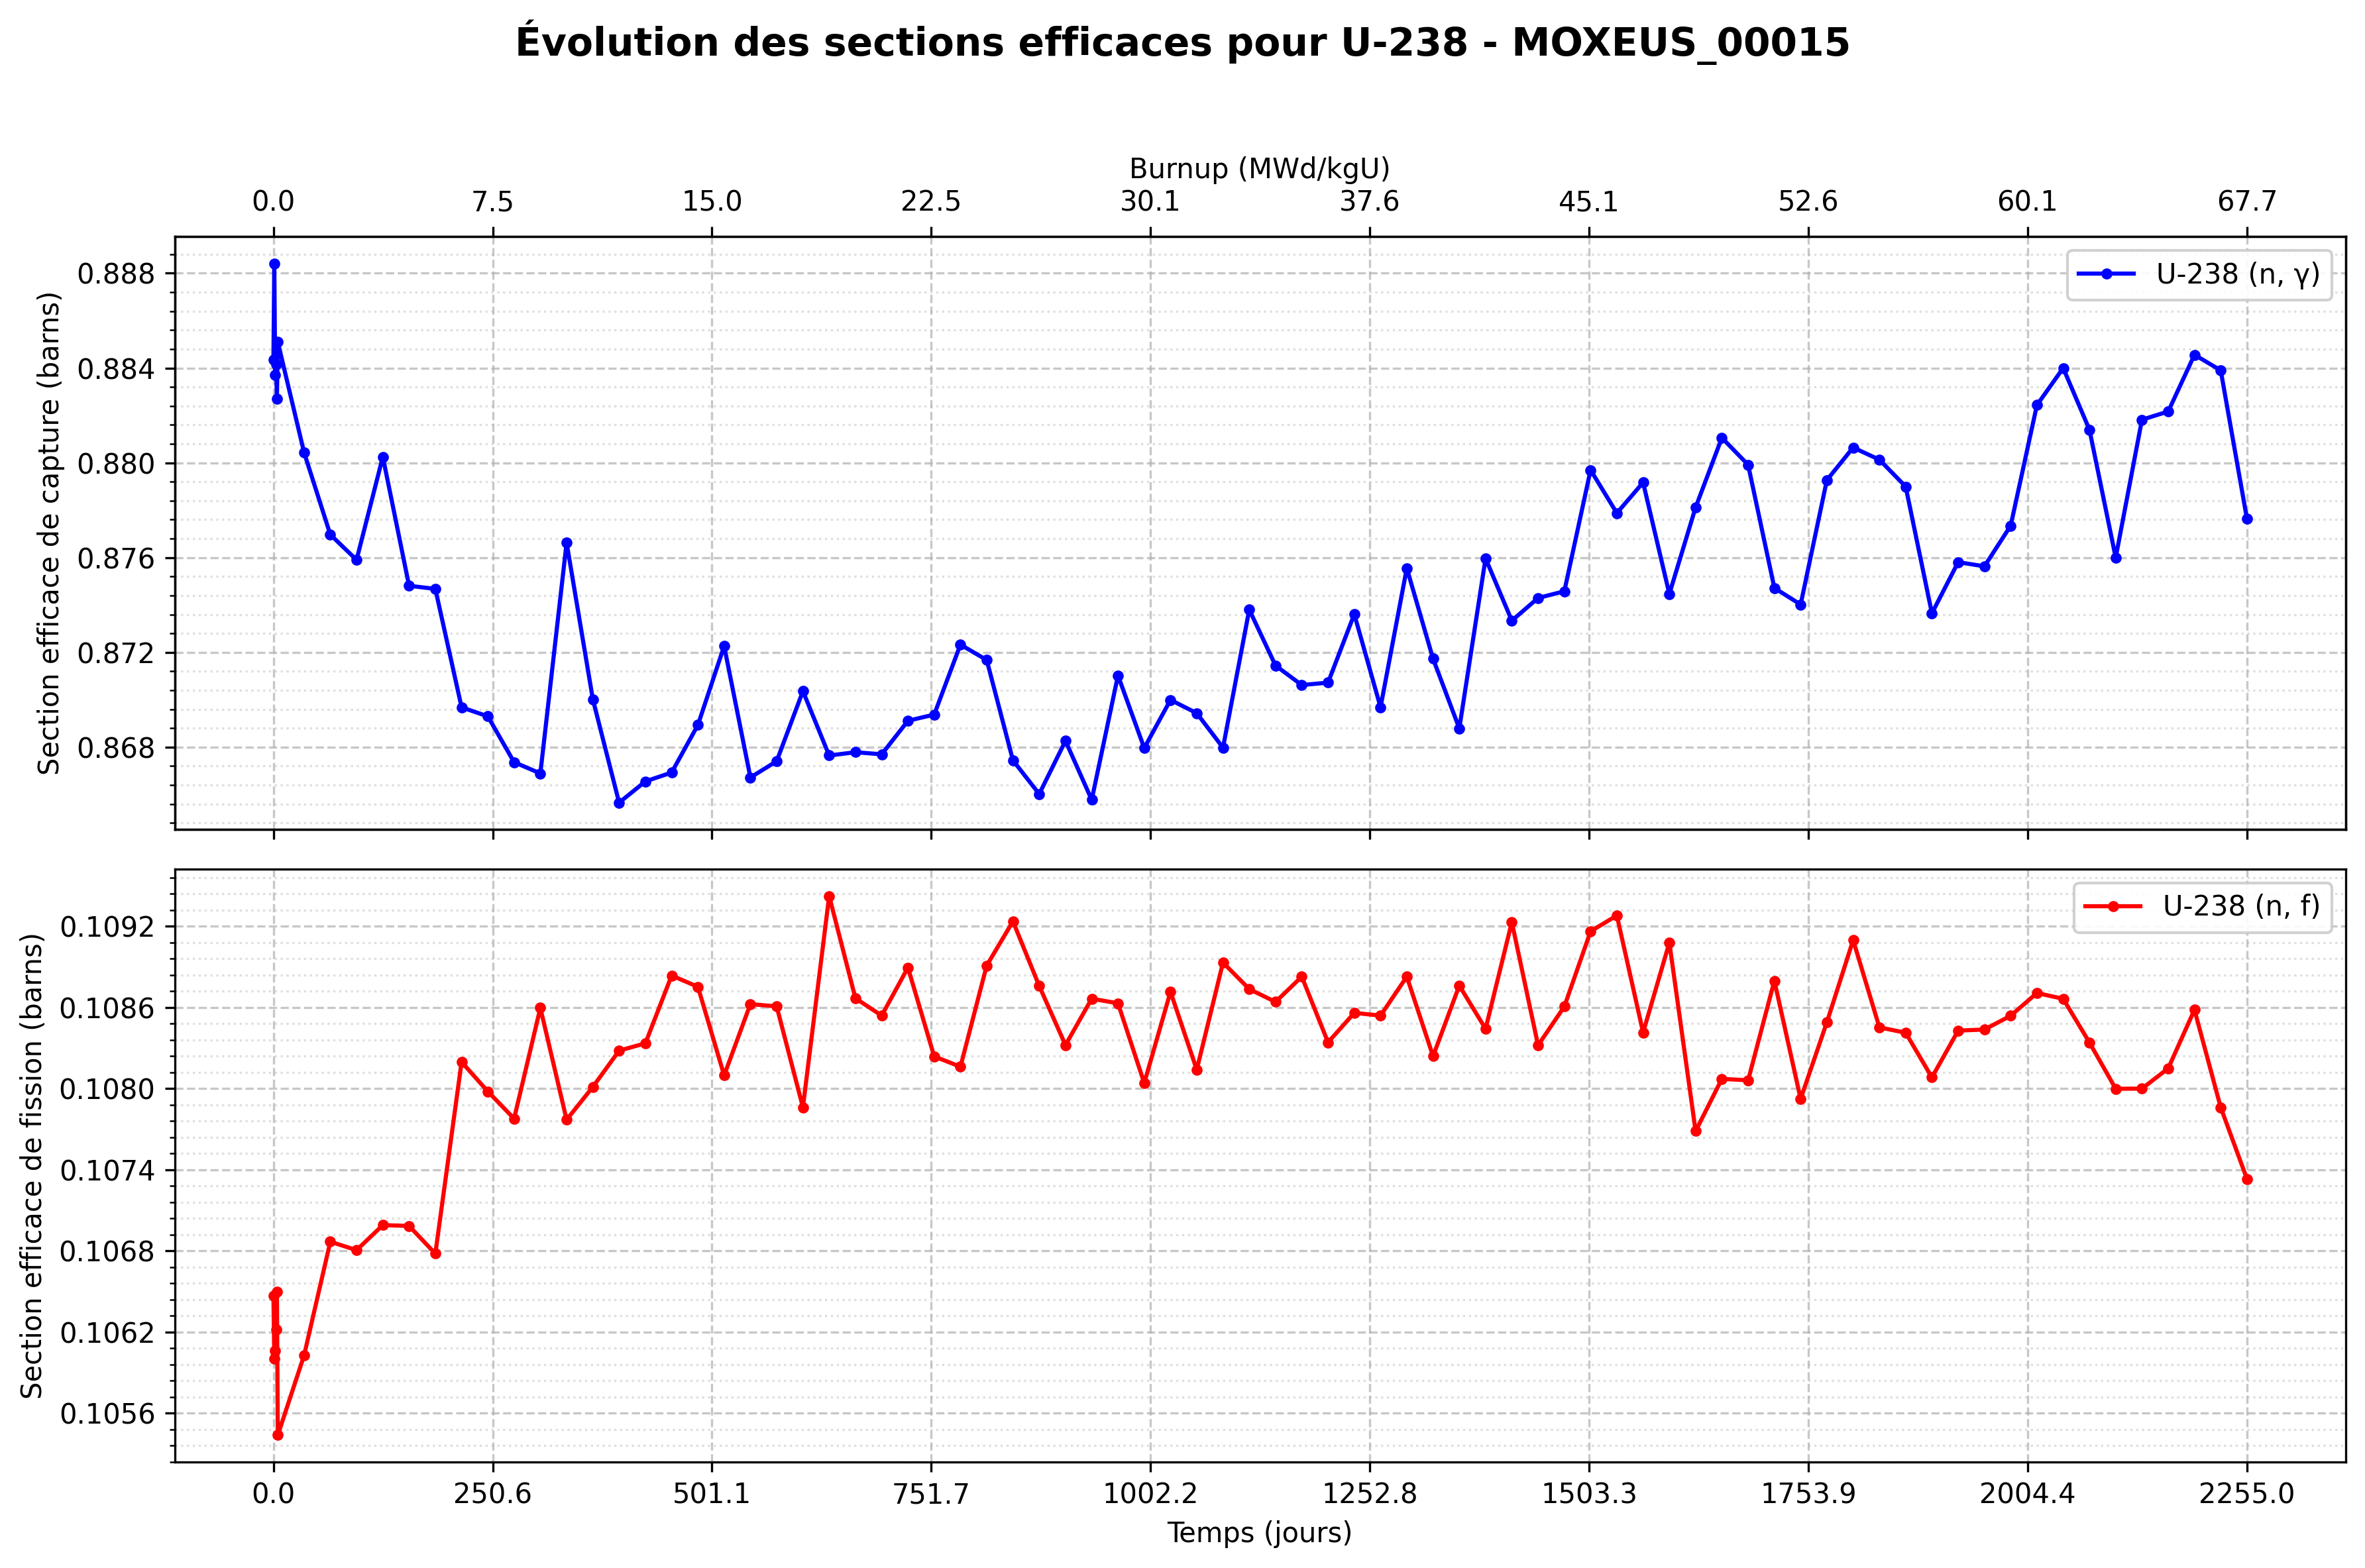 Évolution des sections efficaces pour U-238 - MOXEUS_00015
Burnup (MWd/kgU)
0.0 7.5 15.0 22.5 30.1 37.6 45.1 52.6 60.1 67.7
Section efficace de capture (barns)
0.888
0.884
0.880
0.876
0.872
0.868
U-238 (n, γ)
Section efficace de fission (barns)
0.1092
0.1086
0.1080
0.1074
0.1068
0.1062
0.1056
U-238 (n, f)
0.0 250.6 501.1 751.7 1002.2 1252.8 1503.3 1753.9 2004.4 2255.0
Temps (jours)